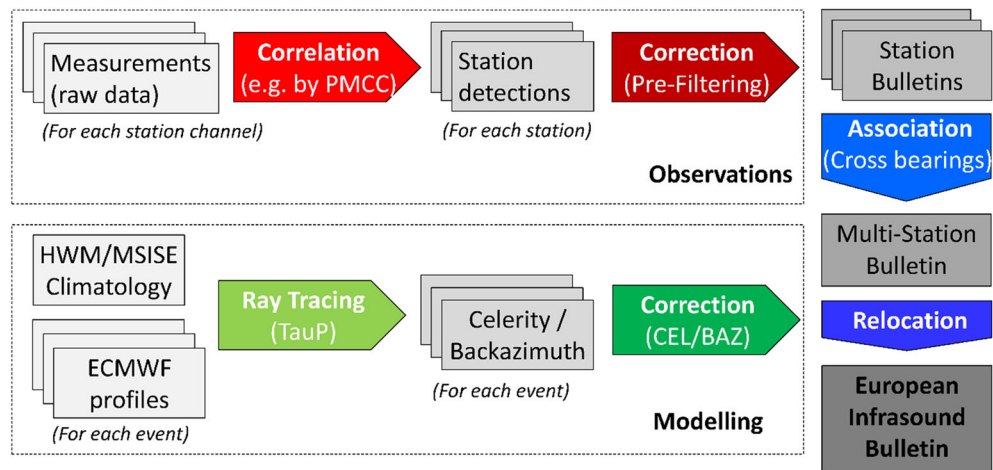 Measurements
(raw data)
(For each station channel)
Correlation
(e.g. by PMCC)
Station
detections
(For each station)
Correction
(Pre-Filtering)
Observations
Station
Bulletins
Association
(Cross bearings)
Multi-Station
Bulletin
Relocation
European
Infrasound
Bulletin
HWM/MSISE
Climatology
ECMWF
profiles
(For each event)
Ray Tracing
(TauP)
Celerity /
Backazimuth
(For each event)
Correction
(CEL/BAZ)
Modelling